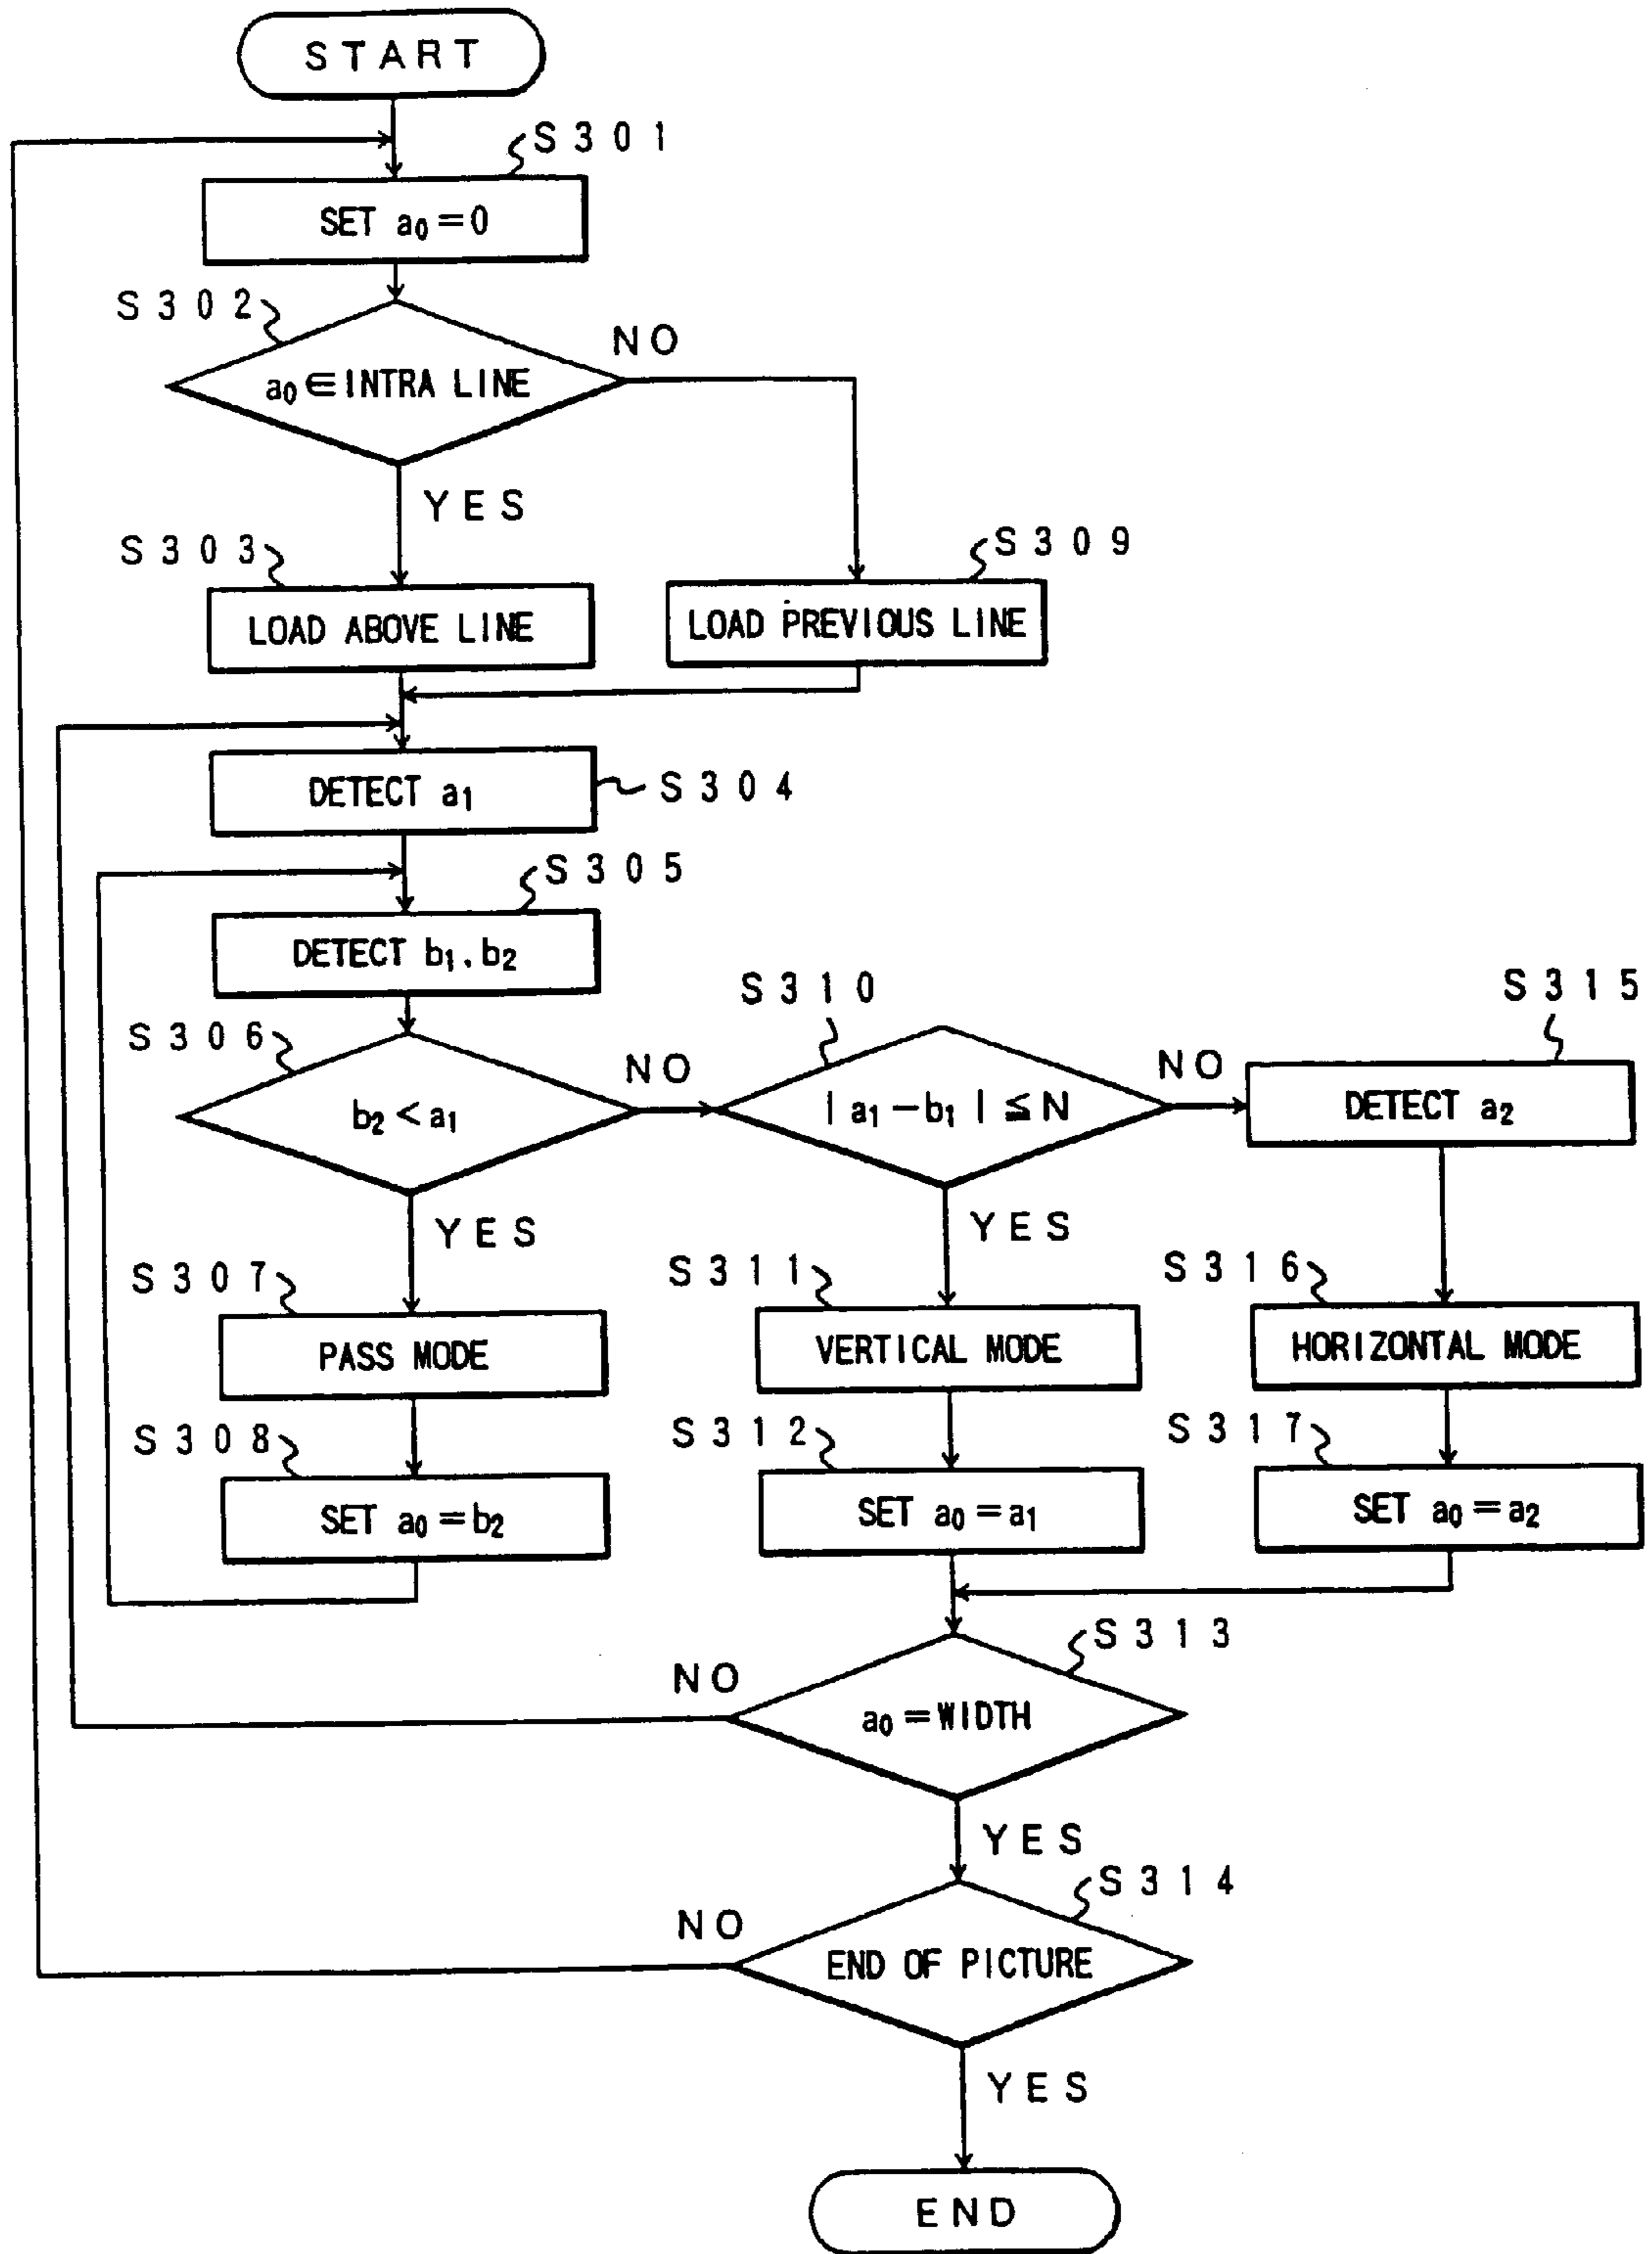 START
S301
SET a₀=0
S302
a₀∈INTRA LINE
NO
YES
S303
S309
LOAD ABOVE LINE
LOAD PREVIOUS LINE
DETECT a₁
S304
S305
DETECT b₁.b₂
S306
S310
S315
b₂<a₁
NO
|a₁−b₁|≦N
NO
DETECT a₂
YES
YES
S307
S311
S316
PASS MODE
VERTICAL MODE
HORIZONTAL MODE
S308
S312
S317
SET a₀=b₂
SET a₀=a₁
SET a₀=a₂
S313
NO
a₀=WIDTH
YES
S314
NO
END OF PICTURE
YES
END